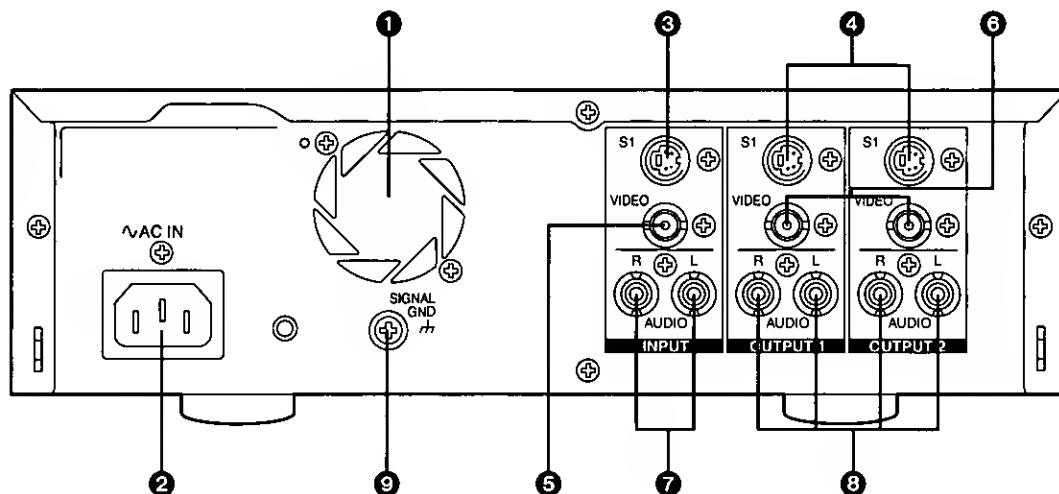 1 3 4 6
S1 S1 S1
VIDEO VIDEO VIDEO
∿AC IN
R L R L R L
SIGNAL
GND
AUDIO AUDIO AUDIO
INPUT OUTPUT 1 OUTPUT 2
2 9 5 7 8